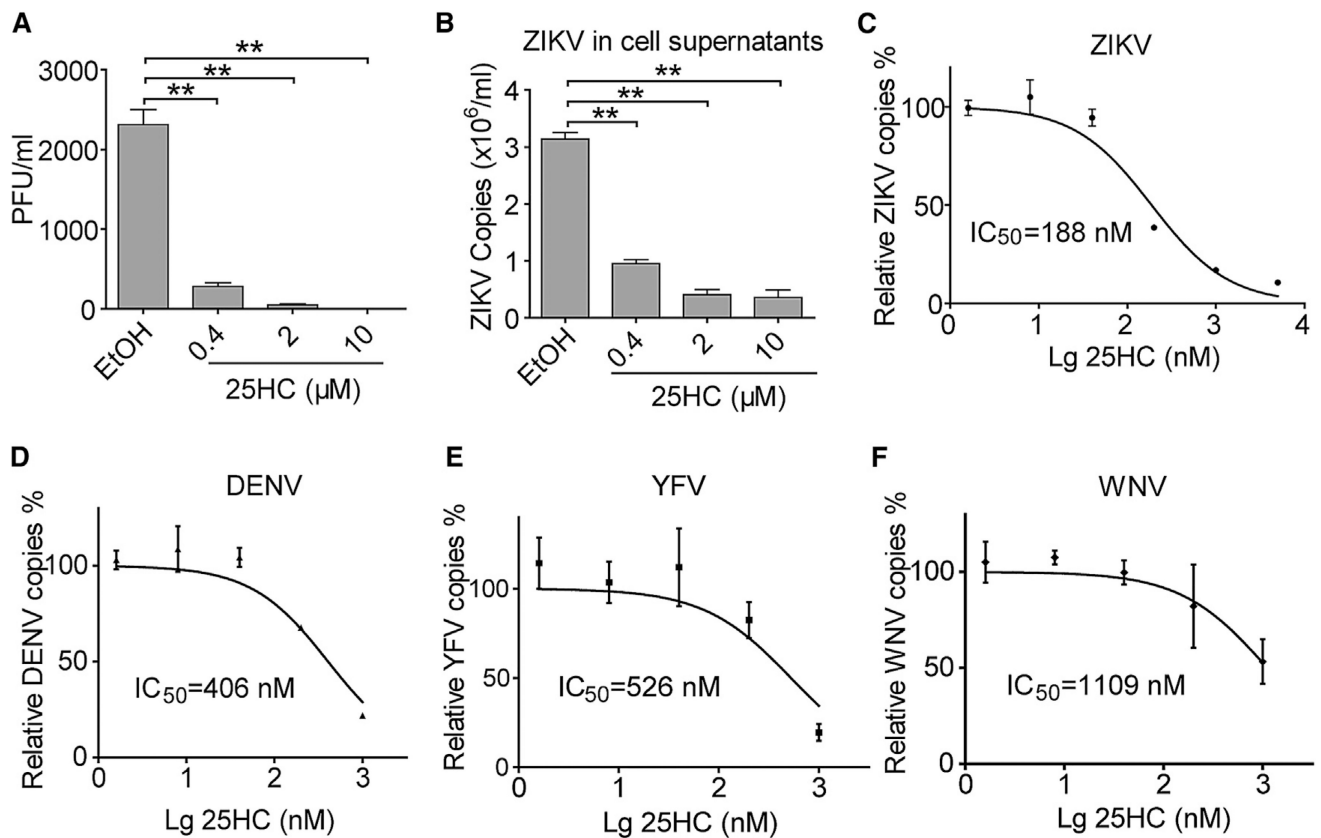 A
PFU/ml
3000
2000
1000
0
**
**
**
EtOH
0.4
2
10
25HC (µM)
B
ZIKV in cell supernatants
ZIKV Copies (x10⁶/ml)
4
3
2
1
0
**
**
**
EtOH
0.4
2
10
25HC (µM)
C
ZIKV
Relative ZIKV copies %
100
50
0
IC₅₀=188 nM
0 1 2 3 4
Lg 25HC (nM)
D
DENV
Relative DENV copies %
100
50
0
IC₅₀=406 nM
0 1 2 3
Lg 25HC (nM)
E
YFV
Relative YFV copies %
100
50
0
IC₅₀=526 nM
0 1 2 3
Lg 25HC (nM)
F
WNV
Relative WNV copies %
100
50
0
IC₅₀=1109 nM
0 1 2 3
Lg 25HC (nM)